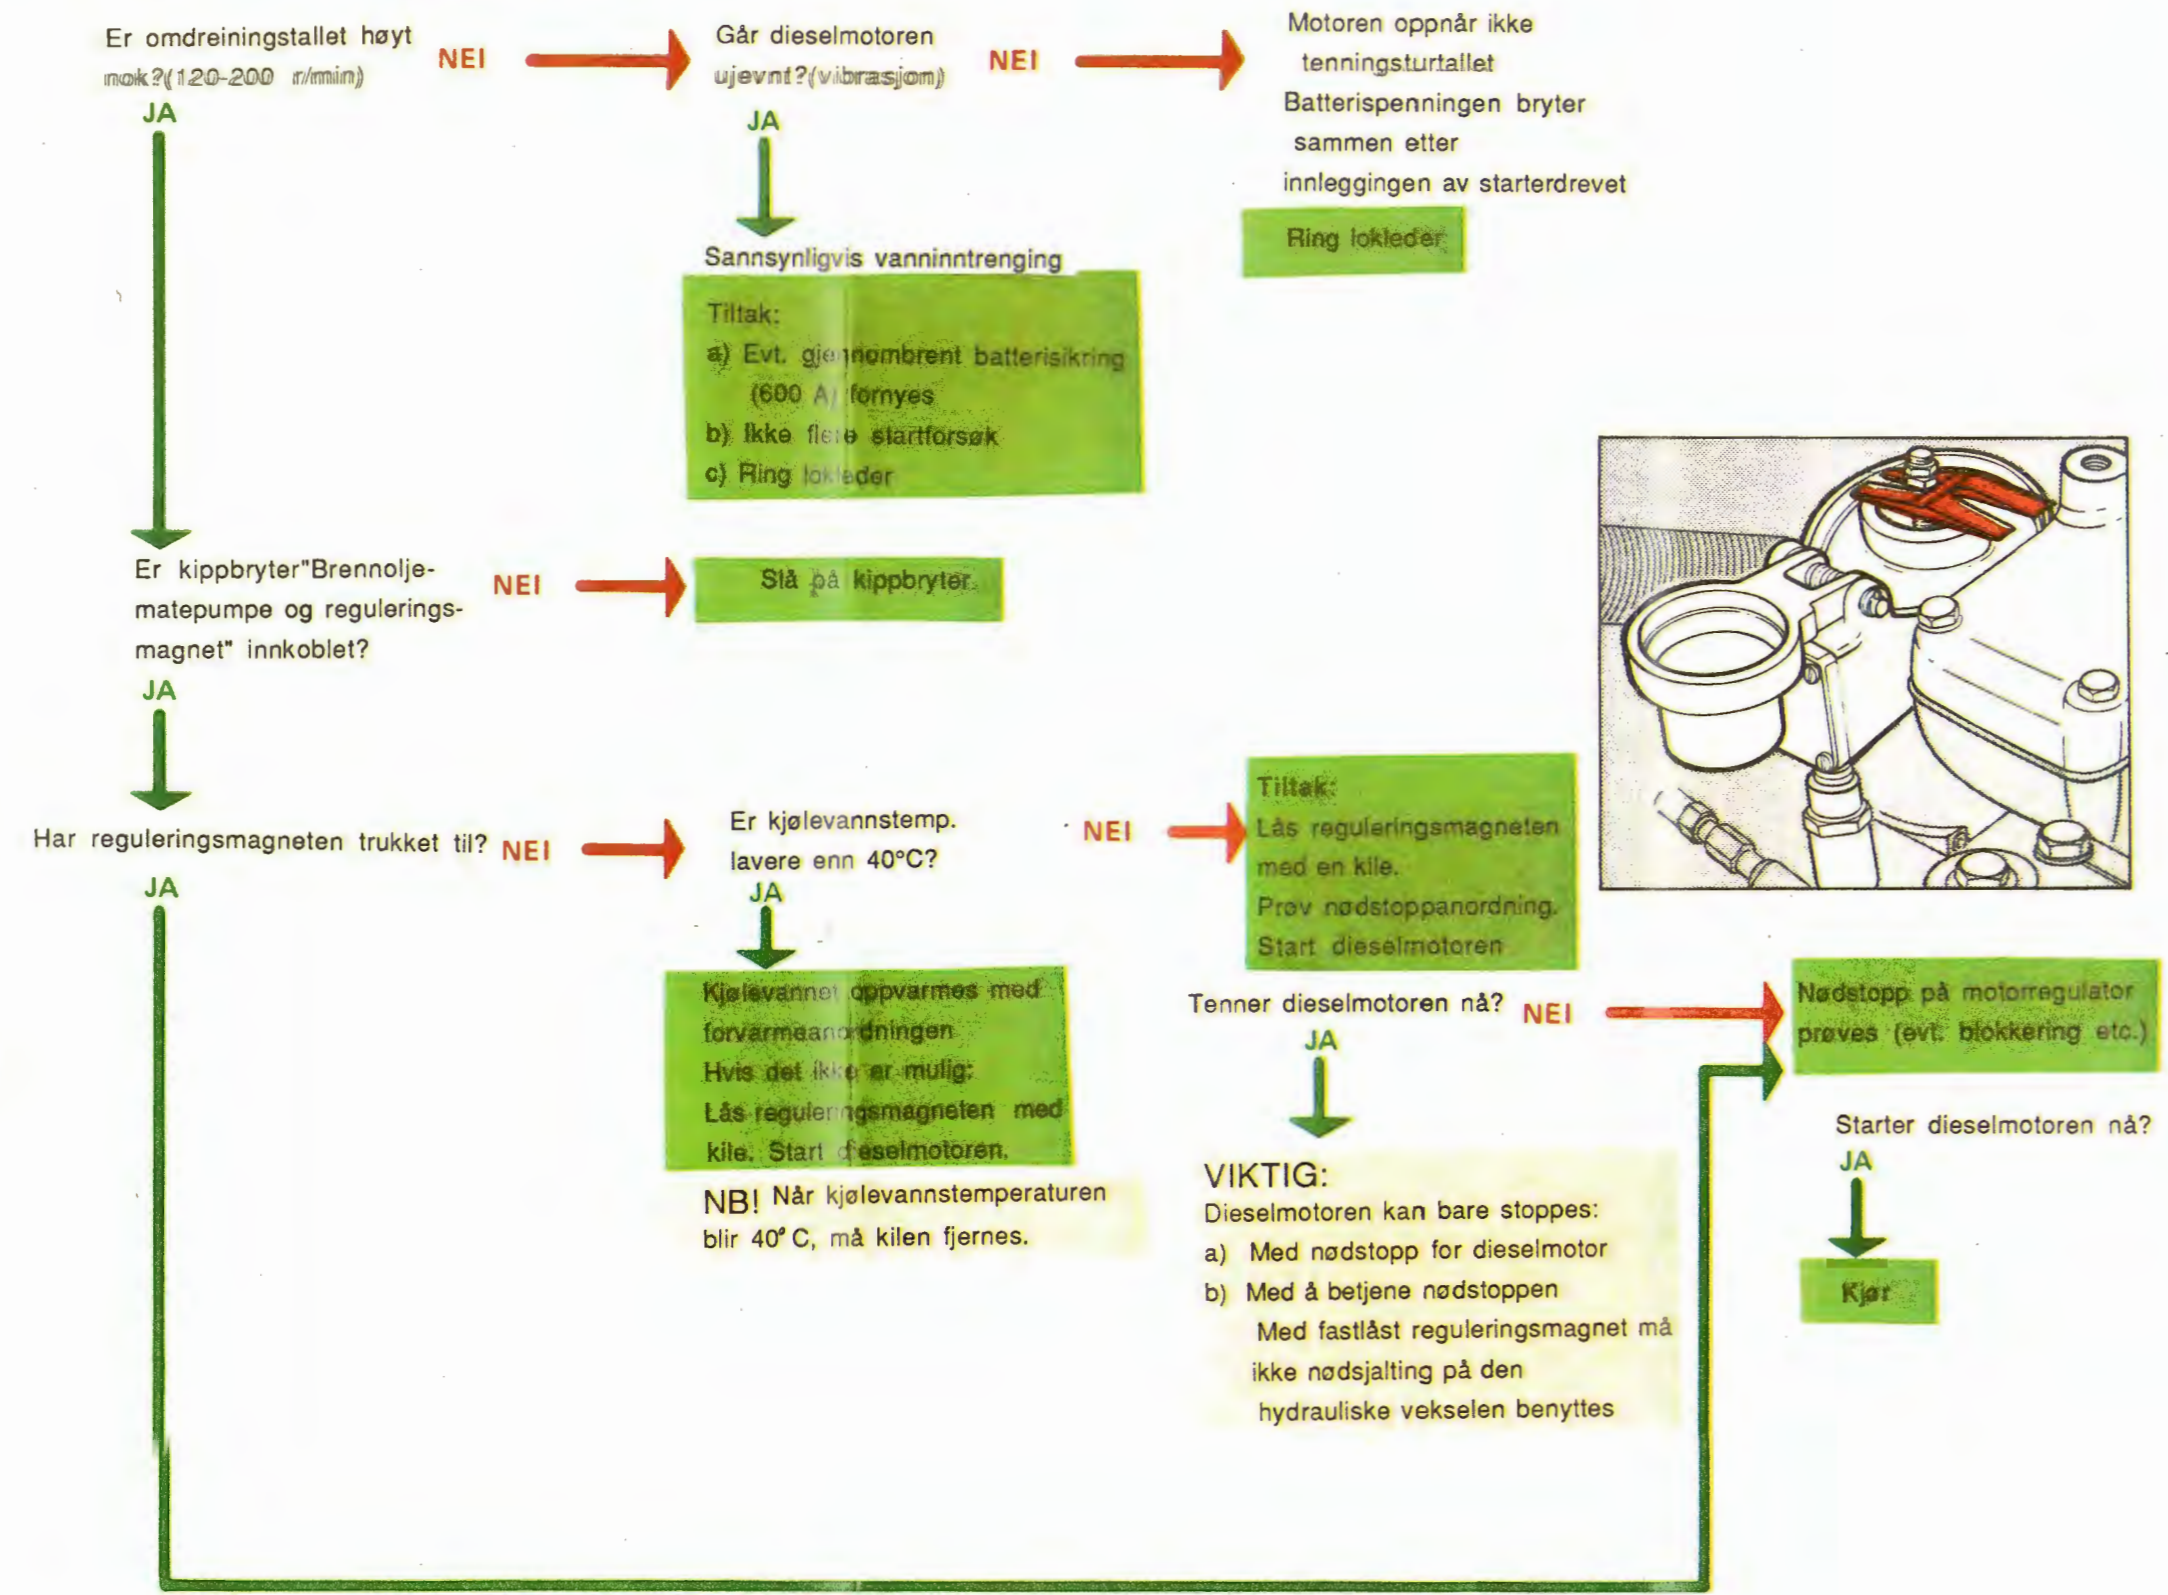 Er omdreiningstallet høyt
nok?(120-200 r/min)
NEI
JA
Går dieselmotoren
ujevnt?(vibrasjon)
NEI
JA
Motoren oppnår ikke
tenningsturtallet
Batterispenningen bryter
sammen etter
innleggingen av starterdrevet
Ring lokleder
Sannsynligvis vanninntrenging
Tiltak:
a) Evt. gjennombrent batterisikring
(600 A) fornyes
b) Ikke flere startforsøk
c) Ring lokleder
Er kippbryter"Brennolje-
matepumpe og regulerings-
magnet" innkoblet?
NEI
JA
Slå på kippbryter.
Har reguleringsmagneten trukket til?
NEI
JA
Er kjølevannstemp.
lavere enn 40°C?
NEI
JA
Tiltak:
Lås reguleringsmagneten
med en kile.
Prøv nødstoppanordning.
Start dieselmotoren
Kjølevannet oppvarmes med
forvarmeanordningen
Hvis det ikke er mulig:
Lås reguleringsmagneten med
kile. Start dieselmotoren.
NB! Når kjølevannstemperaturen
blir 40° C, må kilen fjernes.
Tenner dieselmotoren nå?
NEI
JA
VIKTIG:
Dieselmotoren kan bare stoppes:
a) Med nødstopp for dieselmotor
b) Med å betjene nødstoppen
Med fastlåst reguleringsmagnet må
ikke nødsjalting på den
hydrauliske vekselen benyttes
Nødstopp på motorregulator
prøves (evt. blokkering etc.)
Starter dieselmotoren nå?
JA
Kjør